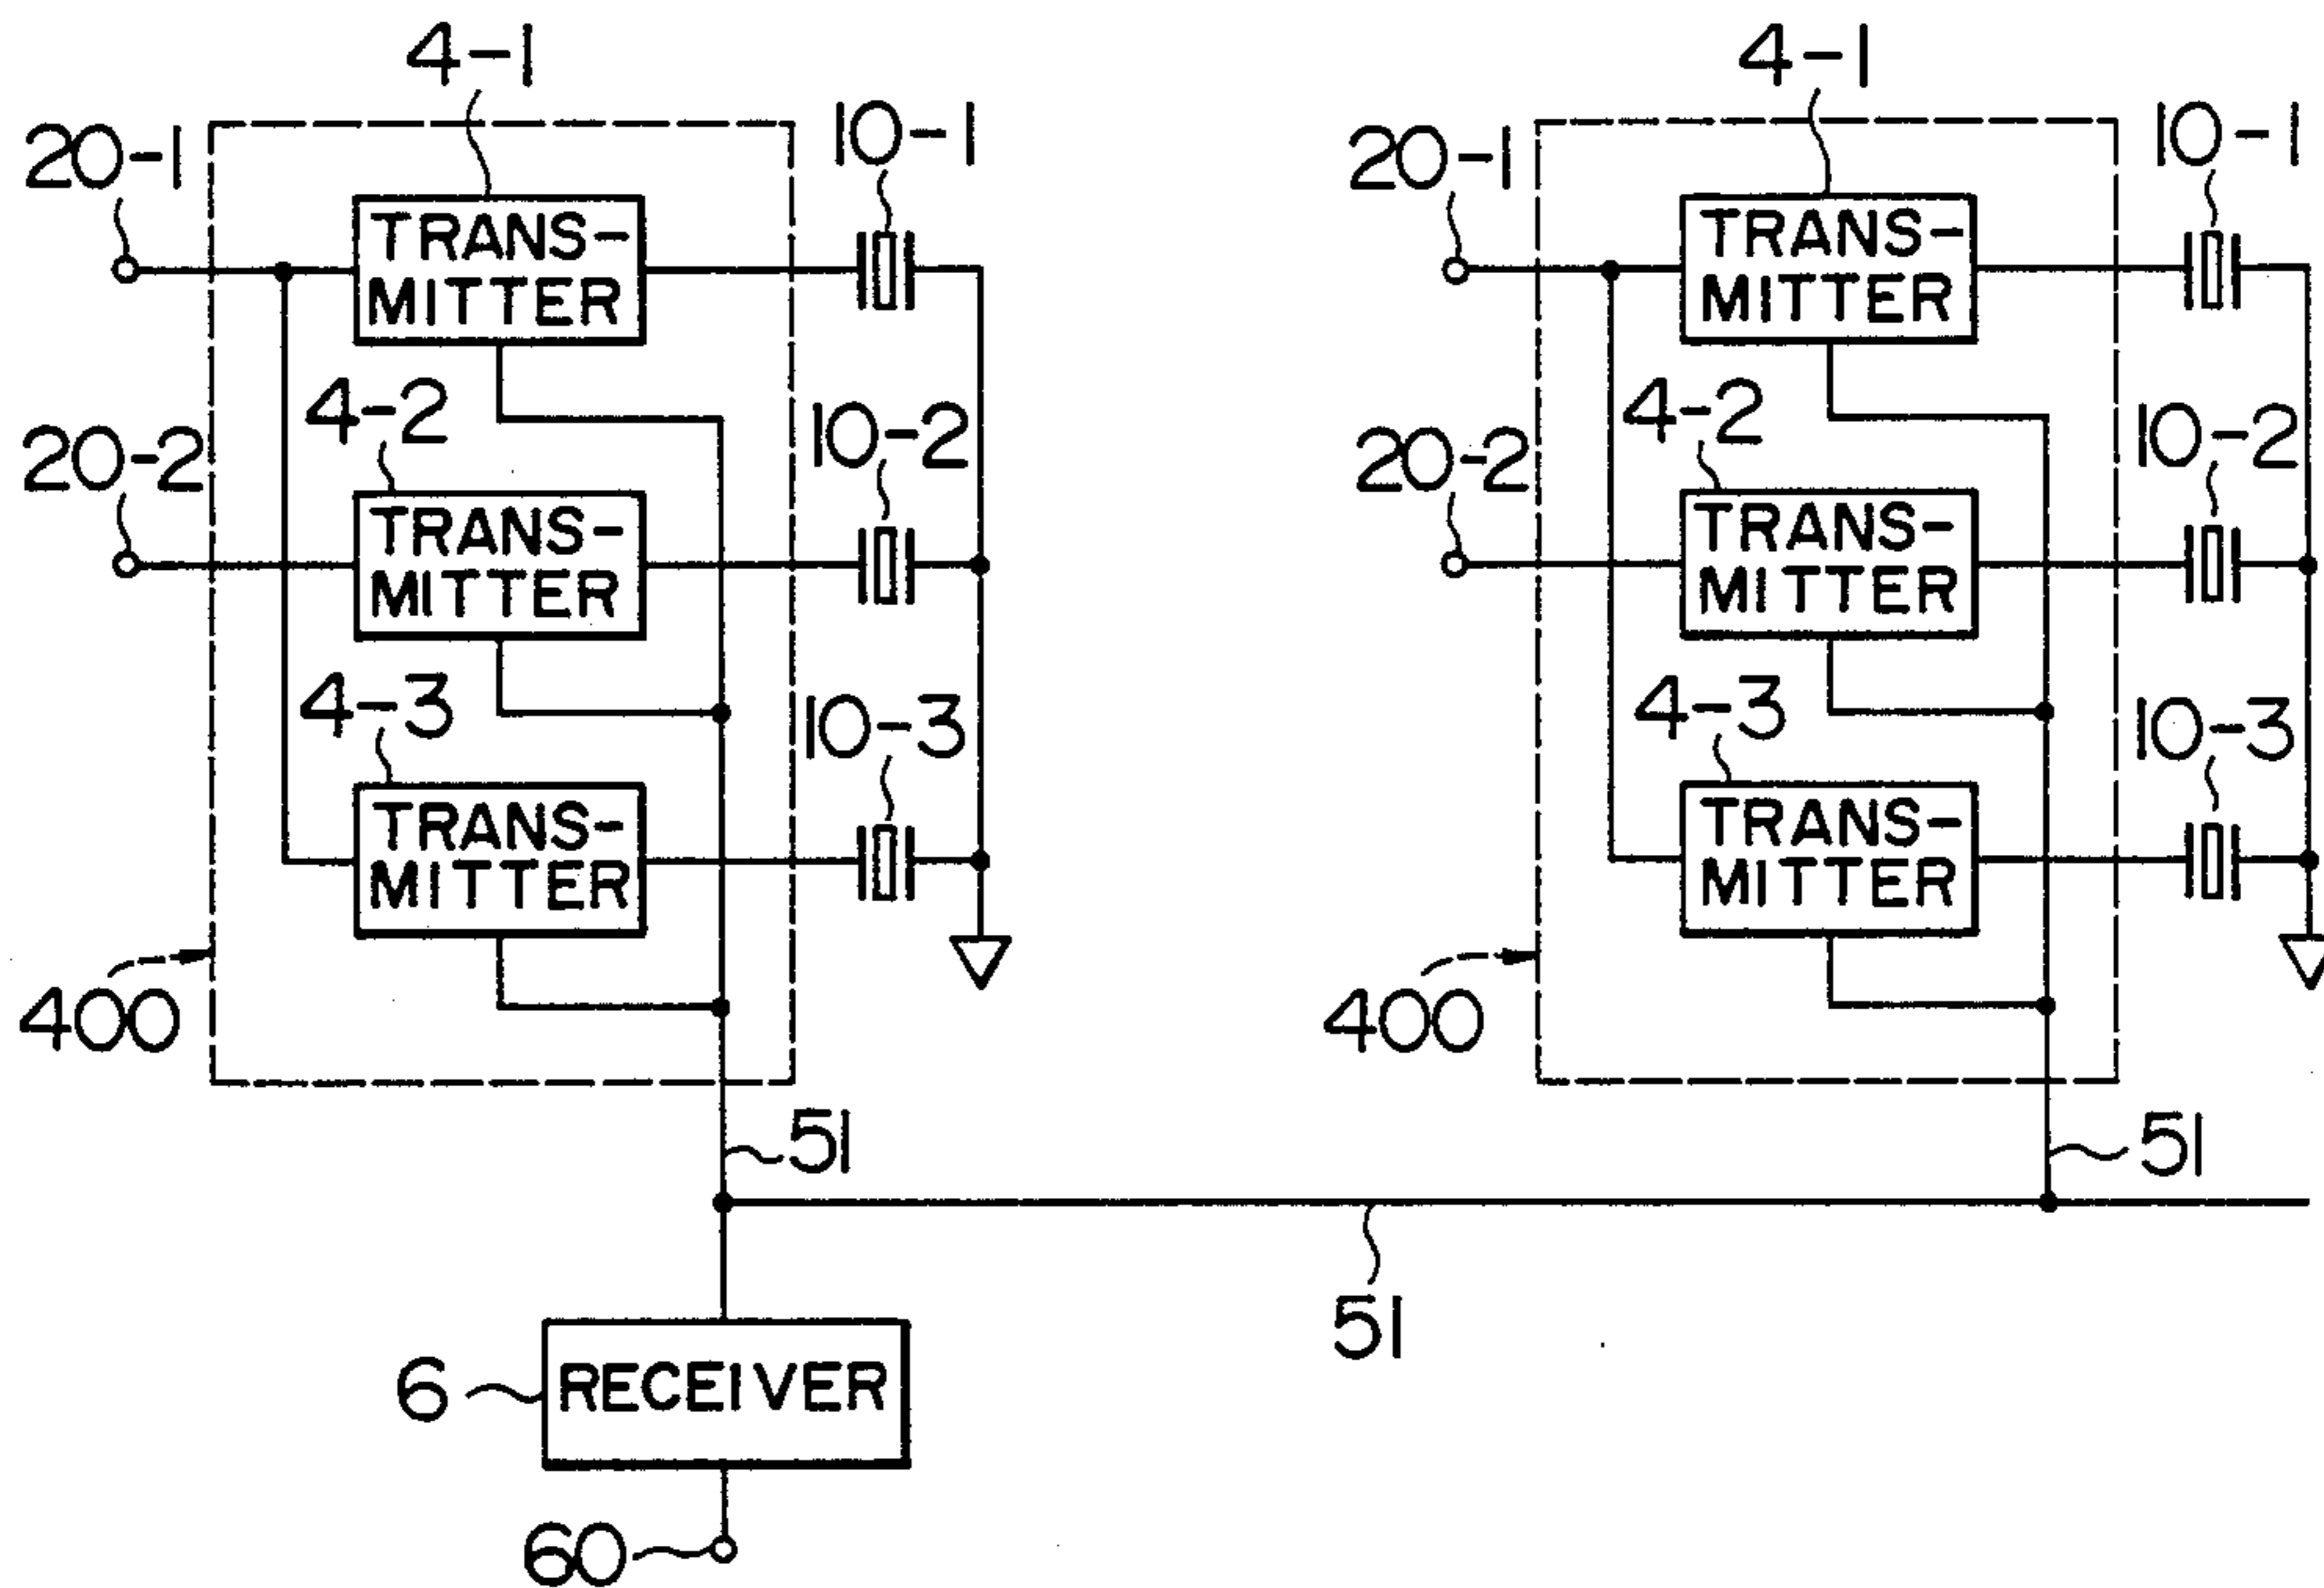 4-1
20-1
10-1
TRANS-
MITTER
4-2
20-2
10-2
TRANS-
MITTER
4-3
10-3
TRANS-
MITTER
400
51
4-1
20-1
10-1
TRANS-
MITTER
4-2
20-2
10-2
TRANS-
MITTER
4-3
10-3
TRANS-
MITTER
400
51
51
6
RECEIVER
60